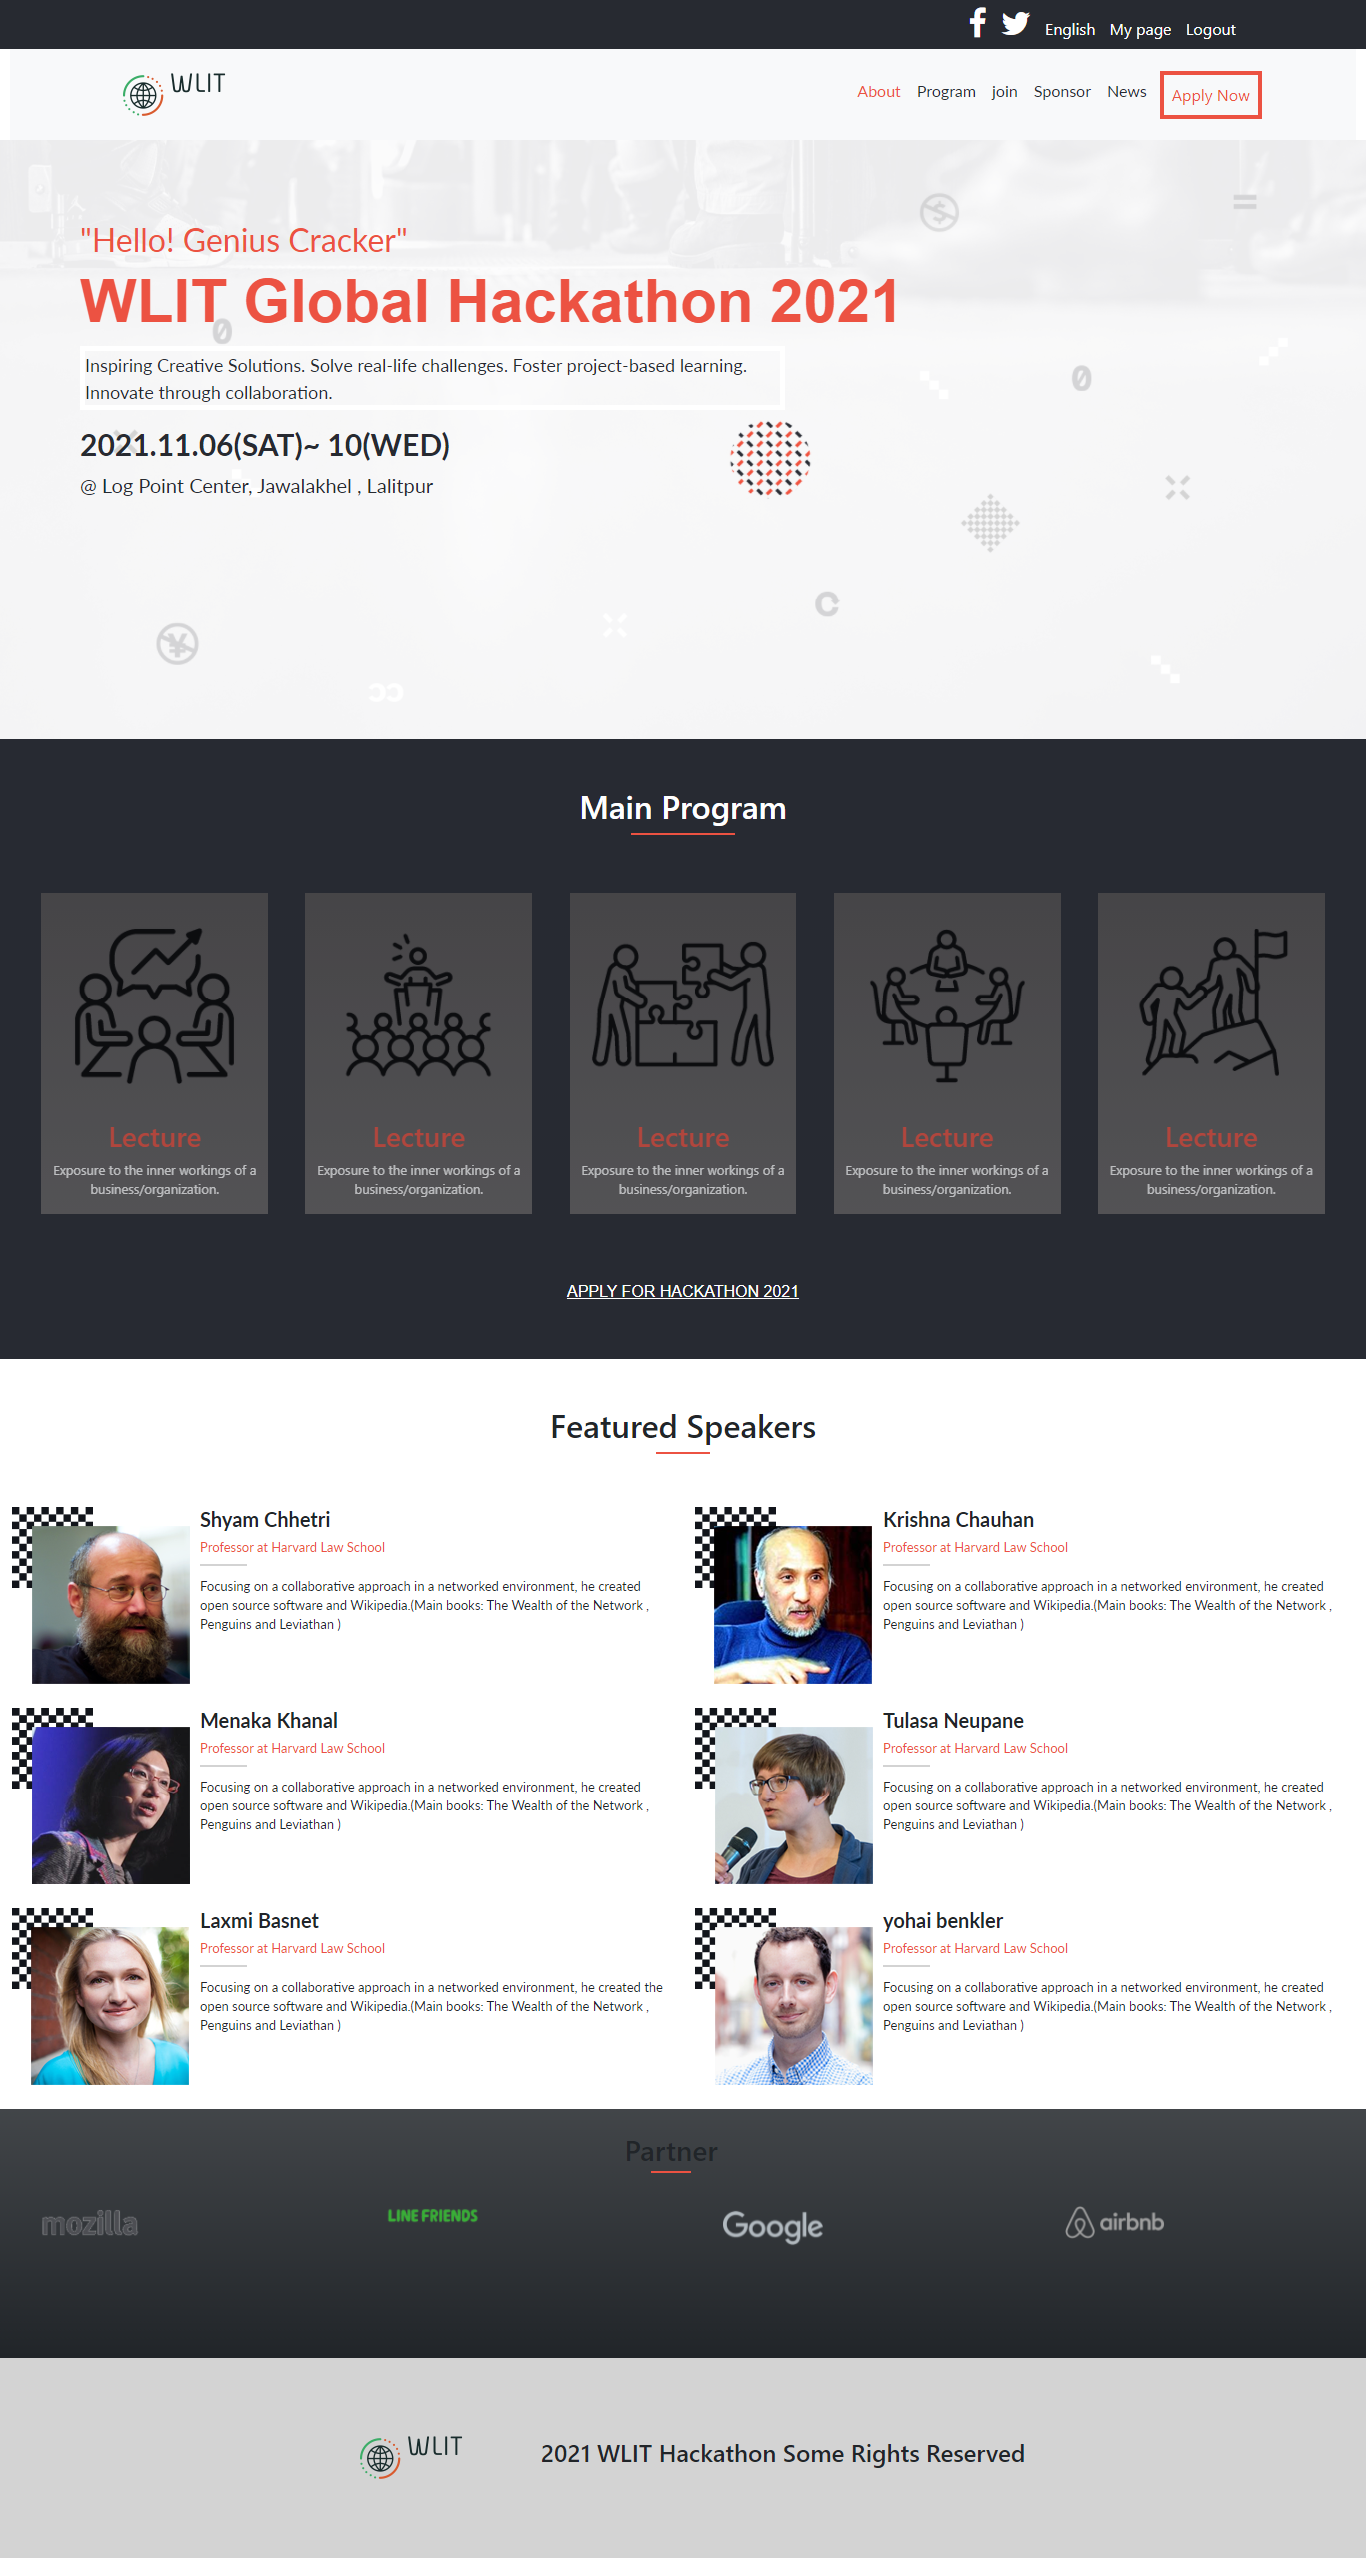 English My page Logout
WLIT
About Program join Sponsor News Apply Now
"Hello! Genius Cracker"
WLIT Global Hackathon 2021
Inspiring Creative Solutions. Solve real-life challenges. Foster project-based learning.
Innovate through collaboration.
2021.11.06(SAT)~ 10(WED)
@ Log Point Center, Jawalakhel , Lalitpur
Main Program
Lecture
Exposure to the inner workings of a
business/organization.
Lecture
Exposure to the inner workings of a
business/organization.
Lecture
Exposure to the inner workings of a
business/organization.
Lecture
Exposure to the inner workings of a
business/organization.
Lecture
Exposure to the inner workings of a
business/organization.
APPLY FOR HACKATHON 2021
Featured Speakers
Shyam Chhetri
Professor at Harvard Law School
Focusing on a collaborative approach in a networked environment, he created
open source software and Wikipedia.(Main books: The Wealth of the Network ,
Penguins and Leviathan )
Krishna Chauhan
Professor at Harvard Law School
Focusing on a collaborative approach in a networked environment, he created
open source software and Wikipedia.(Main books: The Wealth of the Network ,
Penguins and Leviathan )
Menaka Khanal
Professor at Harvard Law School
Focusing on a collaborative approach in a networked environment, he created
open source software and Wikipedia.(Main books: The Wealth of the Network ,
Penguins and Leviathan )
Tulasa Neupane
Professor at Harvard Law School
Focusing on a collaborative approach in a networked environment, he created
open source software and Wikipedia.(Main books: The Wealth of the Network ,
Penguins and Leviathan )
Laxmi Basnet
Professor at Harvard Law School
Focusing on a collaborative approach in a networked environment, he created the
open source software and Wikipedia.(Main books: The Wealth of the Network ,
Penguins and Leviathan )
yohai benkler
Professor at Harvard Law School
Focusing on a collaborative approach in a networked environment, he created
open source software and Wikipedia.(Main books: The Wealth of the Network ,
Penguins and Leviathan )
Partner
mozilla
LINE FRIENDS
Google
airbnb
WLIT
2021 WLIT Hackathon Some Rights Reserved